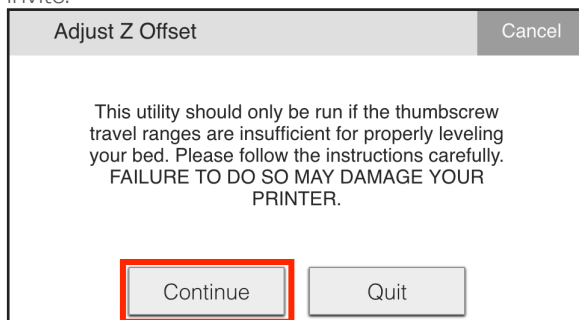 invite.
Adjust Z Offset Cancel
This utility should only be run if the thumbscrew
travel ranges are insufficient for properly leveling
your bed. Please follow the instructions carefully.
FAILURE TO DO SO MAY DAMAGE YOUR
PRINTER.
Continue Quit